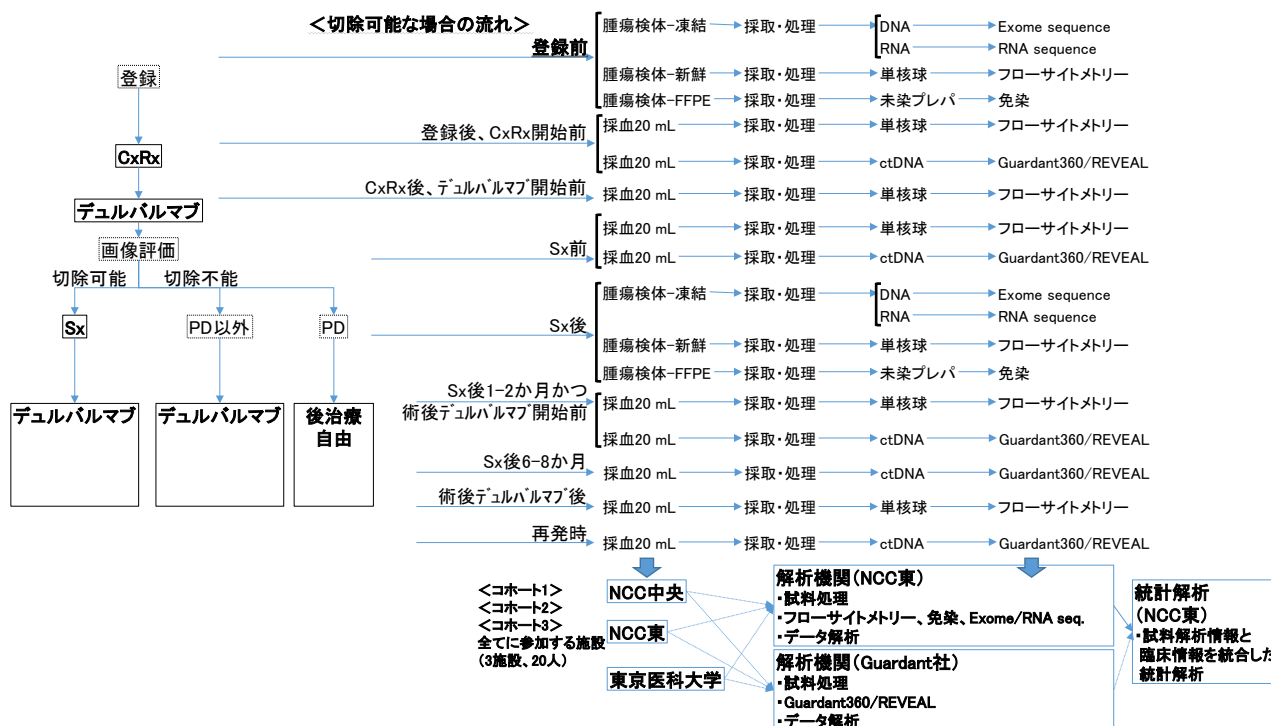 ＜切除可能な場合の流れ＞
登録
CxRx
デュルバルマブ
画像評価
切除可能 切除不能
Sx PD以外 PD
デュルバルマブ デュルバルマブ 後治療
自由
登録前
腫瘍検体-凍結 採取・処理 DNA Exome sequence
RNA RNA sequence
腫瘍検体-新鮮 採取・処理 単核球 フローサイトメトリー
腫瘍検体-FFPE 採取・処理 未染プレパ 免染
登録後、CxRx開始前
採血20 mL 採取・処理 単核球 フローサイトメトリー
採血20 mL 採取・処理 ctDNA Guardant360/REVEAL
CxRx後、ﾃﾞｭﾙﾊﾞﾙﾏﾌﾞ開始前
採血20 mL 採取・処理 単核球 フローサイトメトリー
Sx前
採血20 mL 採取・処理 単核球 フローサイトメトリー
採血20 mL 採取・処理 ctDNA Guardant360/REVEAL
Sx後
腫瘍検体-凍結 採取・処理 DNA Exome sequence
RNA RNA sequence
腫瘍検体-新鮮 採取・処理 単核球 フローサイトメトリー
腫瘍検体-FFPE 採取・処理 未染プレパ 免染
Sx後1-2か月かつ
術後ﾃﾞｭﾙﾊﾞﾙﾏﾌﾞ開始前
採血20 mL 採取・処理 単核球 フローサイトメトリー
採血20 mL 採取・処理 ctDNA Guardant360/REVEAL
Sx後6-8か月
採血20 mL 採取・処理 ctDNA Guardant360/REVEAL
術後ﾃﾞｭﾙﾊﾞﾙﾏﾌﾞ後
採血20 mL 採取・処理 単核球 フローサイトメトリー
再発時
採血20 mL 採取・処理 ctDNA Guardant360/REVEAL
＜コホート1＞
＜コホート2＞
＜コホート3＞
全てに参加する施設
(3施設、20人)
NCC中央
NCC東
東京医科大学
解析機関(NCC東)
・試料処理
・フローサイトメトリー、免染、Exome/RNA seq.
・データ解析
解析機関(Guardant社)
・試料処理
・Guardant360/REVEAL
・データ解析
統計解析
(NCC東)
・試料解析情報と
臨床情報を統合した
統計解析